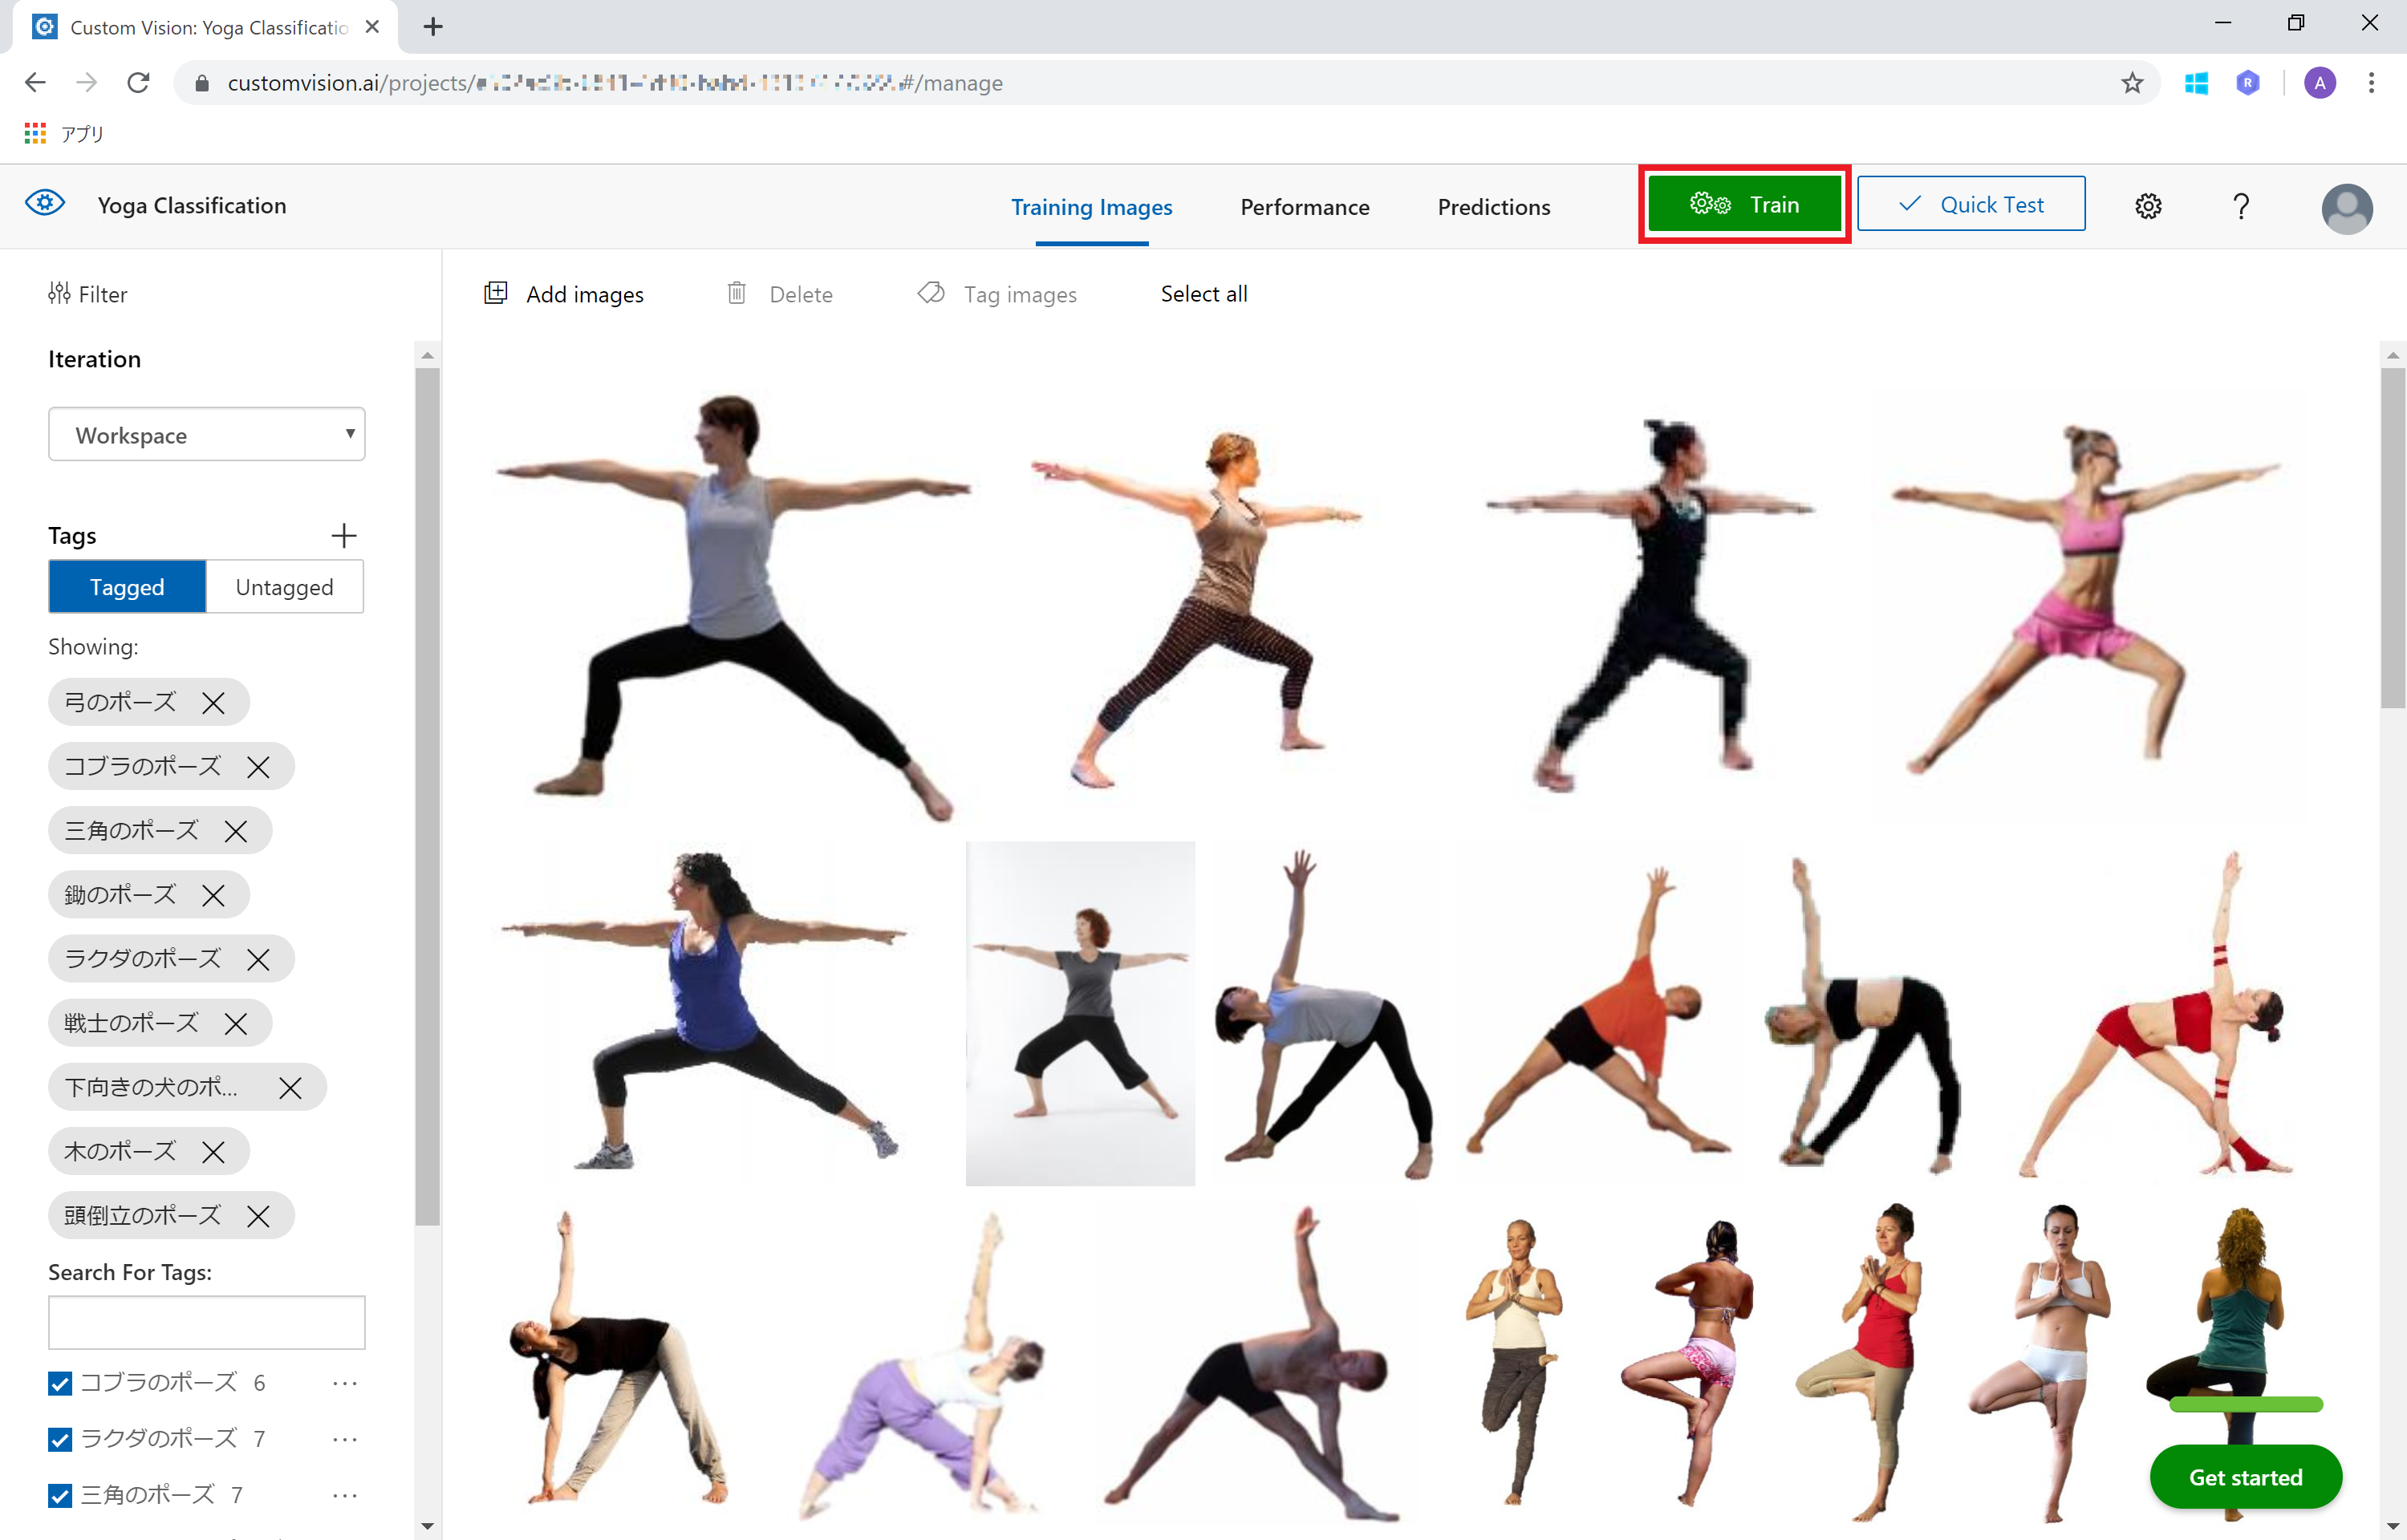 Custom Vision: Yoga Classificatio
customvision.ai/projects/
#/manage
R
A
アプリ
Yoga Classification
Training Images
Performance
Predictions
Train
Quick Test
?
Filter
Add images
Delete
Tag images
Select all
Iteration
Workspace
Tags
Tagged
Untagged
Showing:
弓のポーズ
コブラのポーズ
三角のポーズ
鋤のポーズ
ラクダのポーズ
戦士のポーズ
下向きの犬のポ...
木のポーズ
頭倒立のポーズ
Search For Tags:
コブラのポーズ 6
ラクダのポーズ 7
三角のポーズ 7
Get started